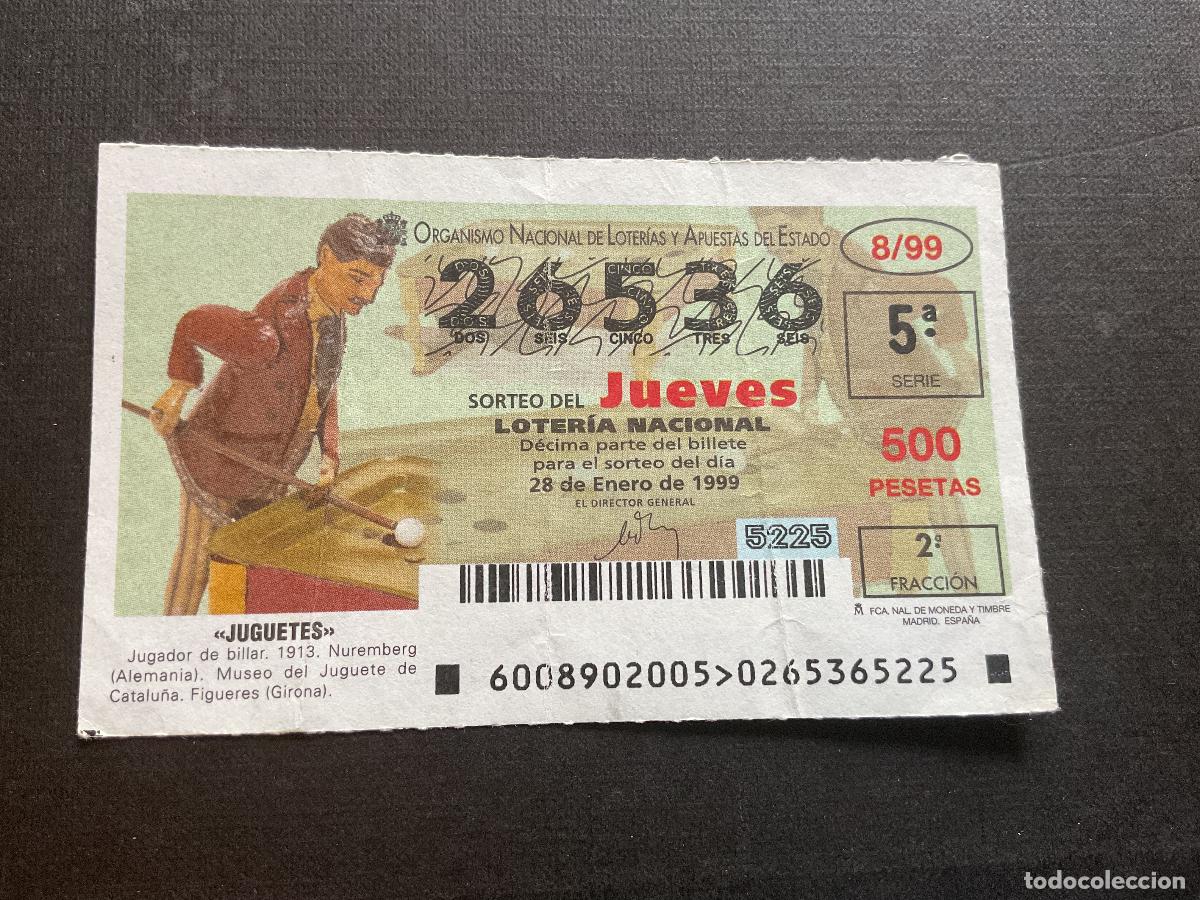 ORGANISMO NACIONAL DE LOTERÍAS Y APUESTAS DEL ESTADO
8/99
26536
DOS SEIS CINCO TRES SEIS
5ª
SERIE
SORTEO DEL Jueves
LOTERÍA NACIONAL
Décima parte del billete
para el sorteo del día
28 de Enero de 1999
EL DIRECTOR GENERAL
500
PESETAS
5225
2ª
FRACCIÓN
FCA. NAL. DE MONEDA Y TIMBRE
MADRID. ESPAÑA
«JUGUETES»
Jugador de billar. 1913. Nuremberg
(Alemania). Museo del Juguete de
Cataluña. Figueres (Girona).
6008902005>0265365225
todocoleccion